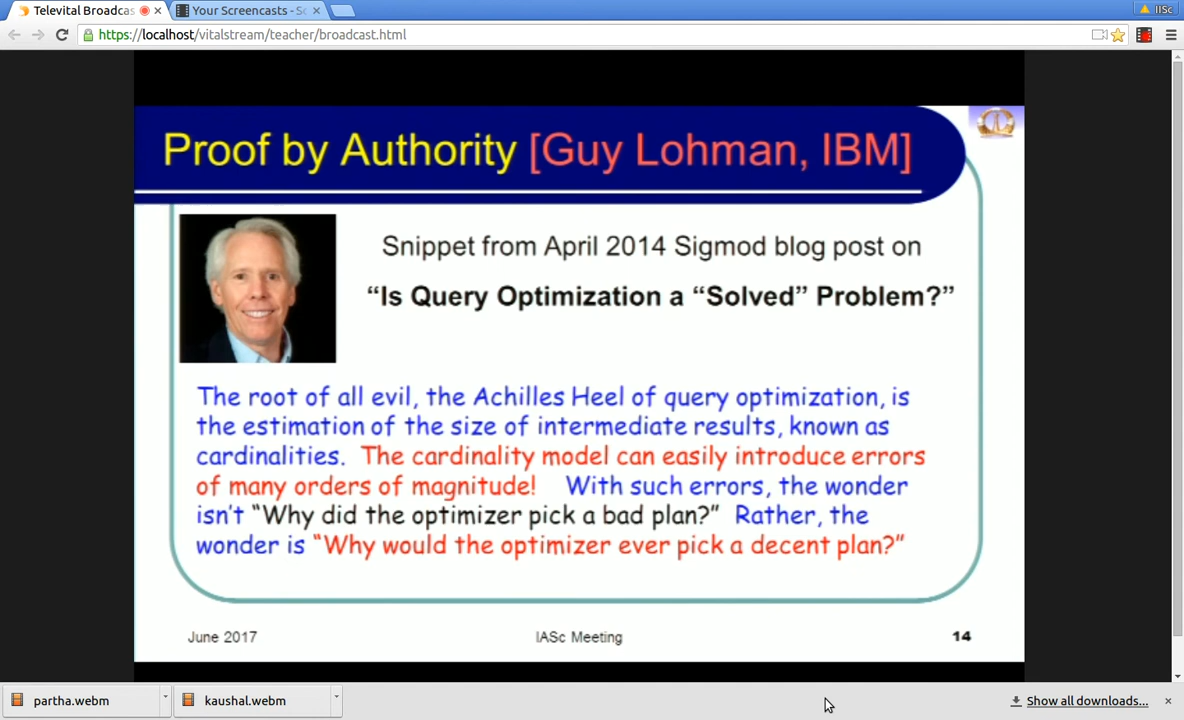 Televital Broadcas
Your Screencasts - Sc
IISc
https://localhost/vitalstream/teacher/broadcast.html
Proof by Authority [Guy Lohman, IBM]
Snippet from April 2014 Sigmod blog post on
“Is Query Optimization a “Solved” Problem?”
The root of all evil, the Achilles Heel of query optimization, is
the estimation of the size of intermediate results, known as
cardinalities. The cardinality model can easily introduce errors
of many orders of magnitude! With such errors, the wonder
isn't “Why did the optimizer pick a bad plan?” Rather, the
wonder is “Why would the optimizer ever pick a decent plan?”
June 2017 IASc Meeting 14
partha.webm kaushal.webm Show all downloads...